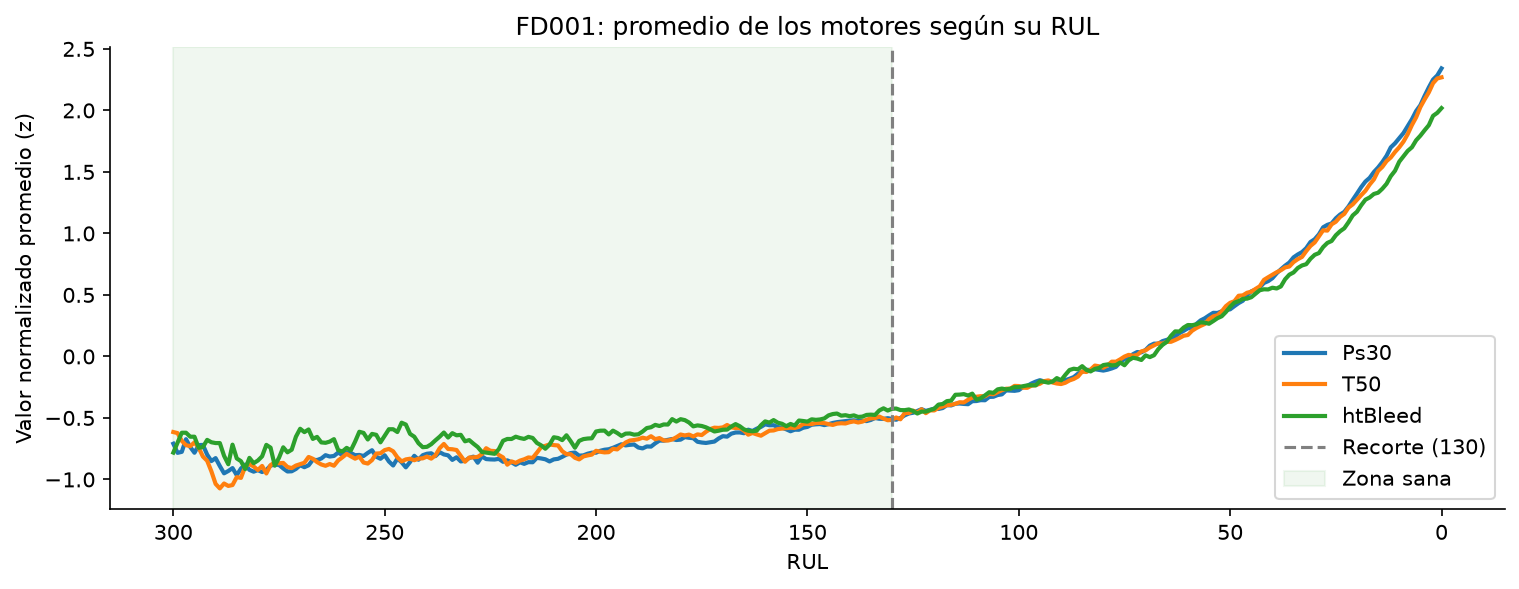 FD001: promedio de los motores según su RUL
Valor normalizado promedio (z)
2.5
2.0
1.5
1.0
0.5
0.0
−0.5
−1.0
300
250
200
150
100
50
0
RUL
Ps30
T50
htBleed
Recorte (130)
Zona sana